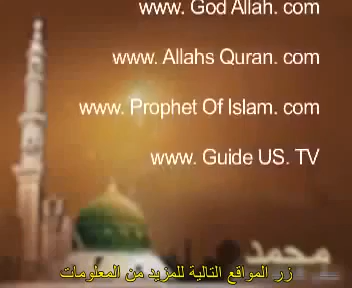 www. God Allah. com
www. Allahs Quran. com
www. Prophet Of Islam. com
www. Guide US. TV
محمد
زر المواقع التالية للمزيد من المعلومات